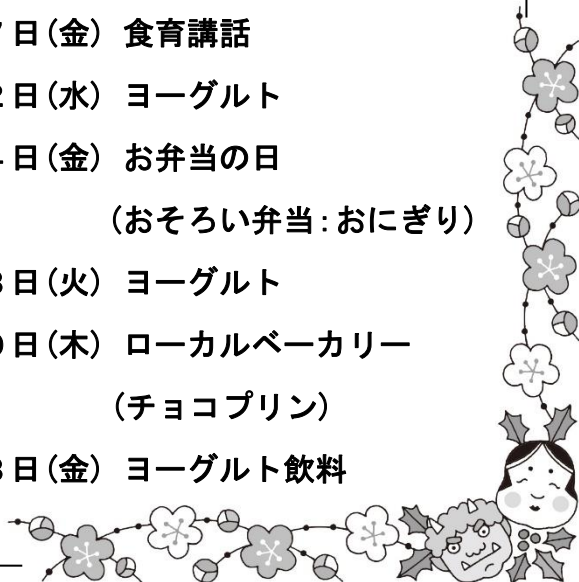 7日(金) 食育講話
2日(水) ヨーグルト
日(金) お弁当の日
(おそろい弁当:おにぎり)
8日(火) ヨーグルト
日(木) ローカルベーカリー
(チョコプリン)
8日(金) ヨーグルト飲料